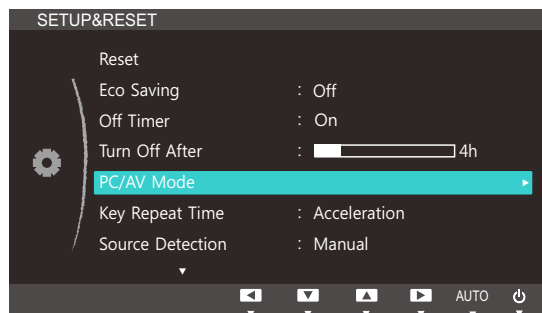 SETUP&RESET
Reset
Eco Saving : Off
Off Timer : On
Turn Off After : 4h
PC/AV Mode
Key Repeat Time : Acceleration
Source Detection : Manual
AUTO